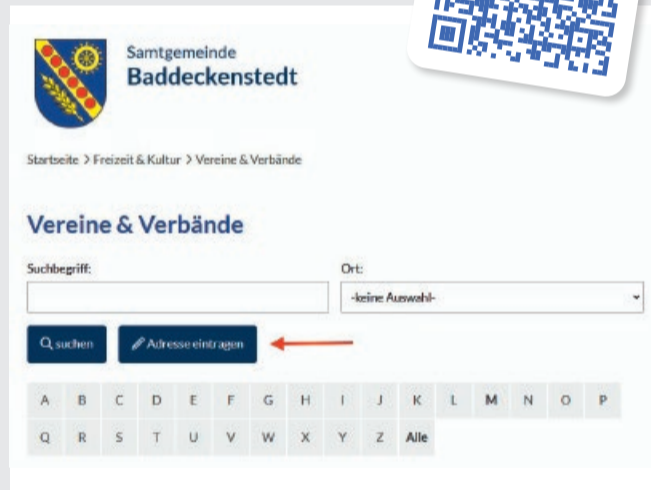 Samtgemeinde
Baddeckenstedt
Startseite > Freizeit & Kultur > Vereine & Verbände
Vereine & Verbände
Suchbegriff: Ort:
-keine Auswahl-
suchen Adresse eintragen
A B C D E F G H I J K L M N O P
Q R S T U V W X Y Z Alle